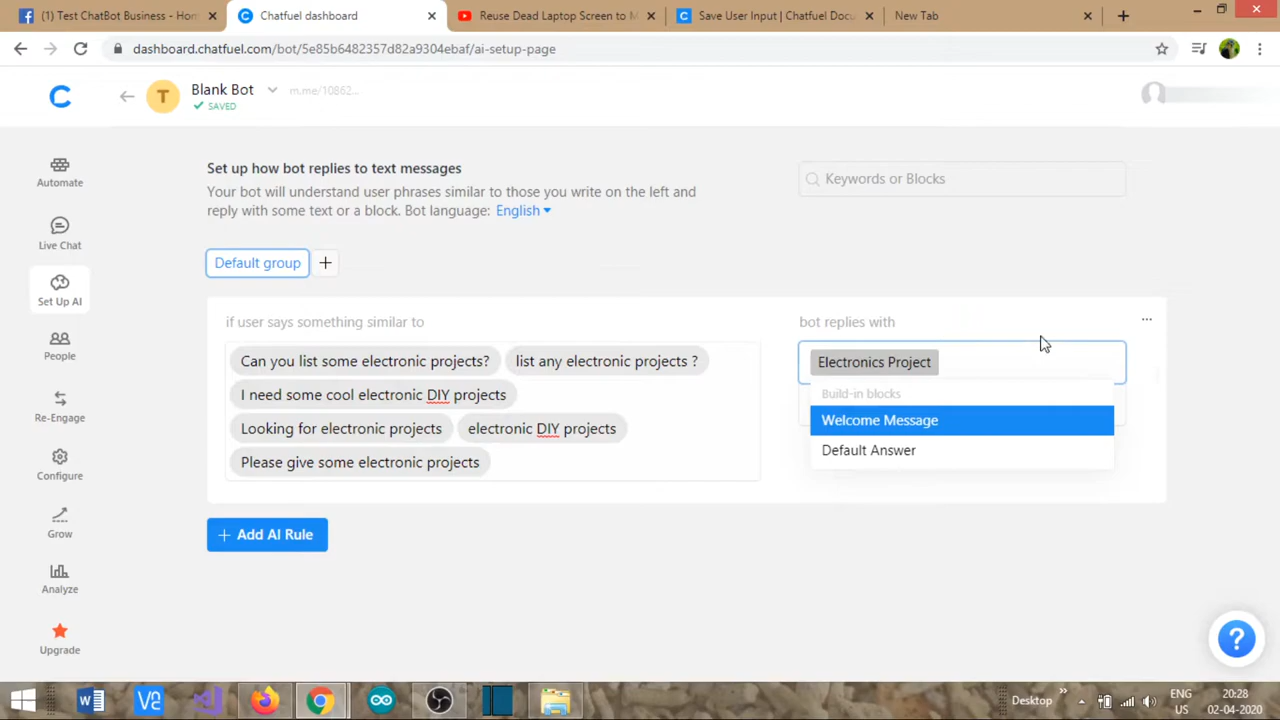 (1) Test ChatBot Business - Hom
Chatfuel dashboard
Reuse Dead Laptop Screen to M
Save User Input | Chatfuel Docu
New Tab
dashboard.chatfuel.com/bot/5e85b6482357d82a9304ebaf/ai-setup-page
T
Blank Bot
m.me/10862...
SAVED
Automate
Live Chat
Set Up AI
People
Re-Engage
Configure
Grow
Analyze
Upgrade
Set up how bot replies to text messages
Your bot will understand user phrases similar to those you write on the left and
reply with some text or a block. Bot language: English
Keywords or Blocks
Default group
+
if user says something similar to
Can you list some electronic projects?
list any electronic projects ?
I need some cool electronic DIY projects
Looking for electronic projects
electronic DIY projects
Please give some electronic projects
bot replies with
...
Electronics Project
Build-in blocks
Welcome Message
Default Answer
+ Add AI Rule
?
Desktop
ENG
US
20:28
02-04-2020